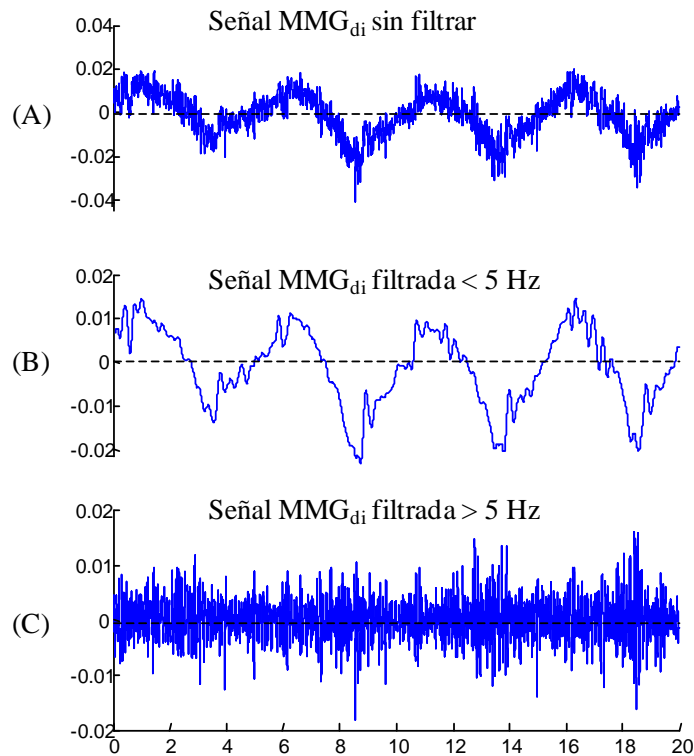 Señal MMGdi sin filtrar
(A)
0.04
0.02
0
-0.02
-0.04
Señal MMGdi filtrada < 5 Hz
(B)
0.02
0.01
0
-0.01
-0.02
Señal MMGdi filtrada > 5 Hz
(C)
0.02
0.01
0
-0.01
-0.02
0 2 4 6 8 10 12 14 16 18 20